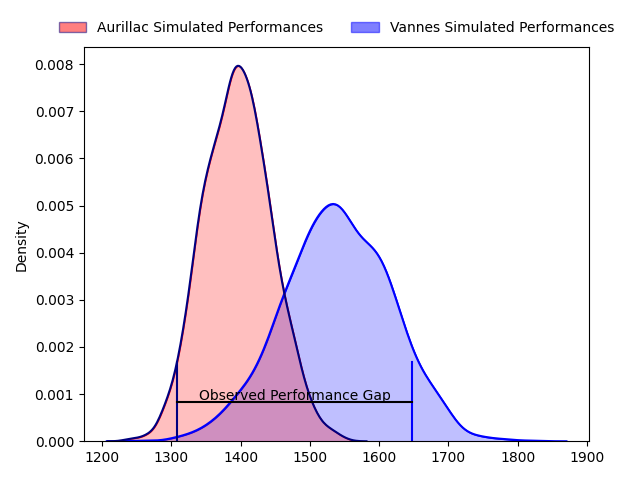 Aurillac Simulated Performances Vannes Simulated Performances
0.008
0.007
0.006
0.005
0.004
0.003
0.002
0.001
0.000
Density
Observed Performance Gap
1200 1300 1400 1500 1600 1700 1800 1900